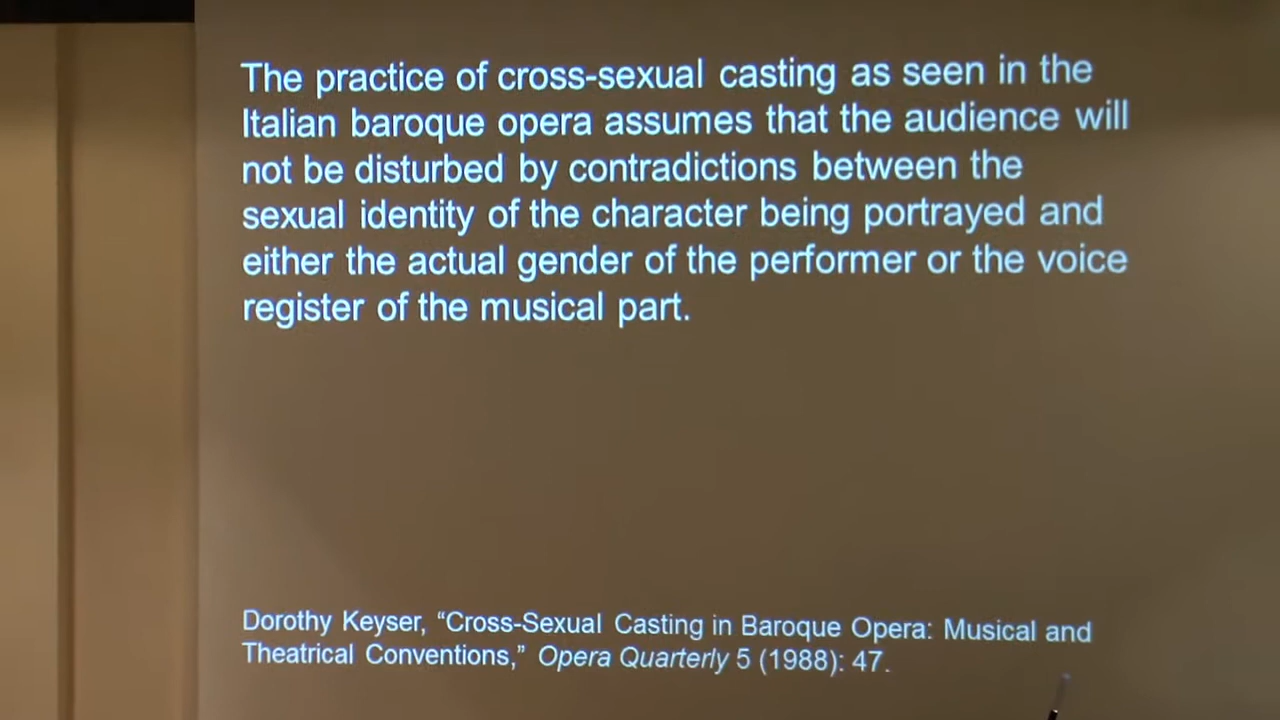 The practice of cross-sexual casting as seen in the
Italian baroque opera assumes that the audience will
not be disturbed by contradictions between the
sexual identity of the character being portrayed and
either the actual gender of the performer or the voice
register of the musical part.
Dorothy Keyser, “Cross-Sexual Casting in Baroque Opera: Musical and
Theatrical Conventions,” Opera Quarterly 5 (1988): 47.